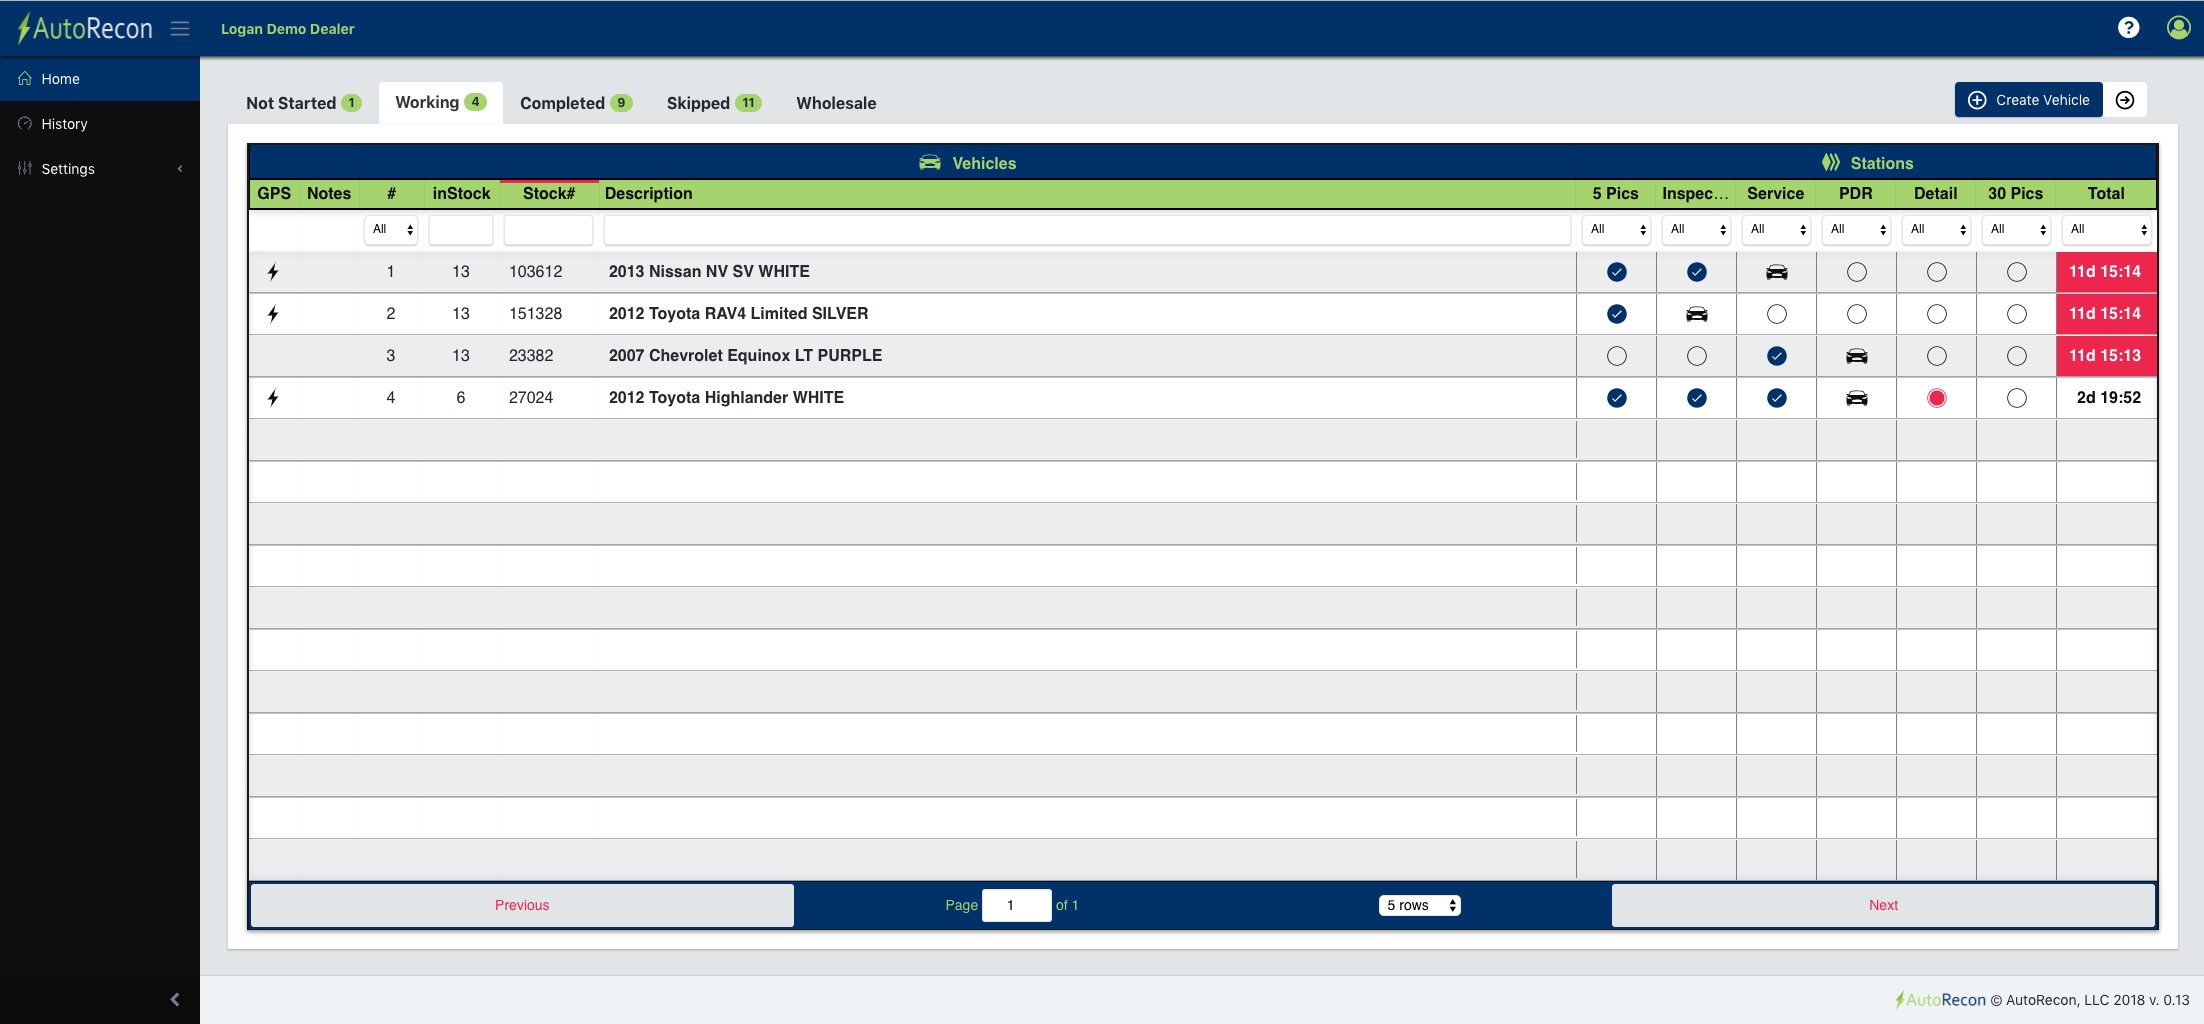 AutoRecon Logan Demo Dealer ?
Home
History
Settings
Not Started 1 Working 4 Completed 9 Skipped 11 Wholesale Create Vehicle
Vehicles Stations
GPS Notes # inStock Stock# Description 5 Pics Inspec... Service PDR Detail 30 Pics Total
All All All All All All All All
1 13 103612 2013 Nissan NV SV WHITE 11d 15:14
2 13 151328 2012 Toyota RAV4 Limited SILVER 11d 15:14
3 13 23382 2007 Chevrolet Equinox LT PURPLE 11d 15:13
4 6 27024 2012 Toyota Highlander WHITE 2d 19:52
Previous Page 1 of 1 5 rows Next
AutoRecon © AutoRecon, LLC 2018 v. 0.13